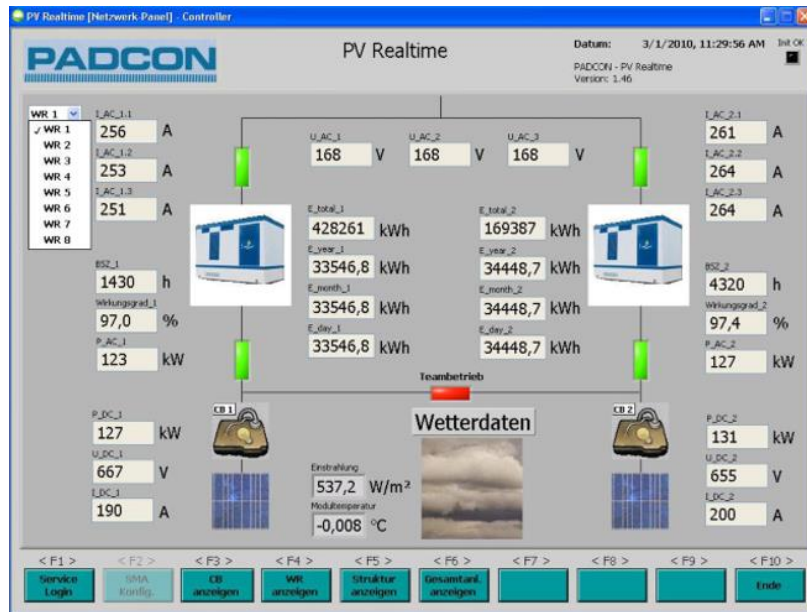 PV Realtime [Netzwerk-Panel] - Controller
PADCON
PV Realtime
Datum: 3/1/2010, 11:29:56 AM
Init OK
PADCON - PV Realtime
Version: 1.46
WR 1
WR 1
WR 2
WR 3
WR 4
WR 5
WR 6
WR 7
WR 8
I_AC_1.1
256 A
I_AC_1.2
253 A
I_AC_1.3
251 A
U_AC_1
168 V
U_AC_2
168 V
U_AC_3
168 V
I_AC_2.1
261 A
I_AC_2.2
264 A
I_AC_2.3
264 A
E_total_1
428261 kWh
E_year_1
33546,8 kWh
E_month_1
33546,8 kWh
E_day_1
33546,8 kWh
E_total_2
169387 kWh
E_year_2
34448,7 kWh
E_month_2
34448,7 kWh
E_day_2
34448,7 kWh
BSZ_1
1430 h
Wirkungsgrad_1
97,0 %
P_AC_1
123 kW
BSZ_2
4320 h
Wirkungsgrad_2
97,4 %
P_AC_2
127 kW
Teambetrieb
CB 1
CB 2
Wetterdaten
P_DC_1
127 kW
U_DC_1
667 V
I_DC_1
190 A
Einstrahlung
537,2 W/m²
Modultemperatur
-0,008 °C
P_DC_2
131 kW
U_DC_2
655 V
I_DC_2
200 A
< F1 > < F2 > < F3 > < F4 > < F5 > < F6 > < F7 > < F8 > < F9 > < F10 >
Service Login
SMA Konfig.
CB anzeigen
WR anzeigen
Struktur anzeigen
Gesamtanl. anzeigen
Ende